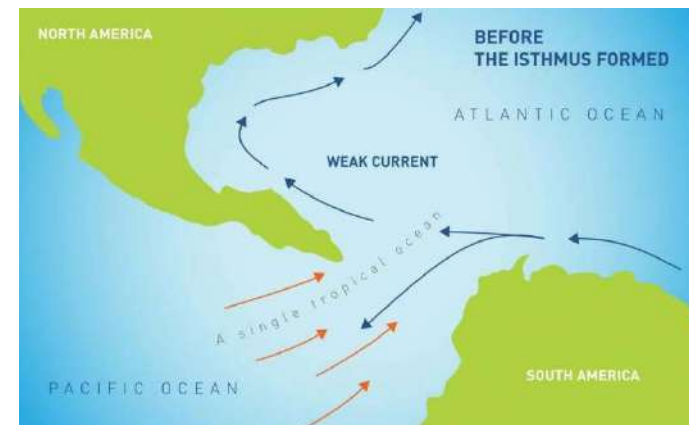 NORTH AMERICA
BEFORE
THE ISTHMUS FORMED
ATLANTIC OCEAN
WEAK CURRENT
A single tropical ocean
PACIFIC OCEAN
SOUTH AMERICA